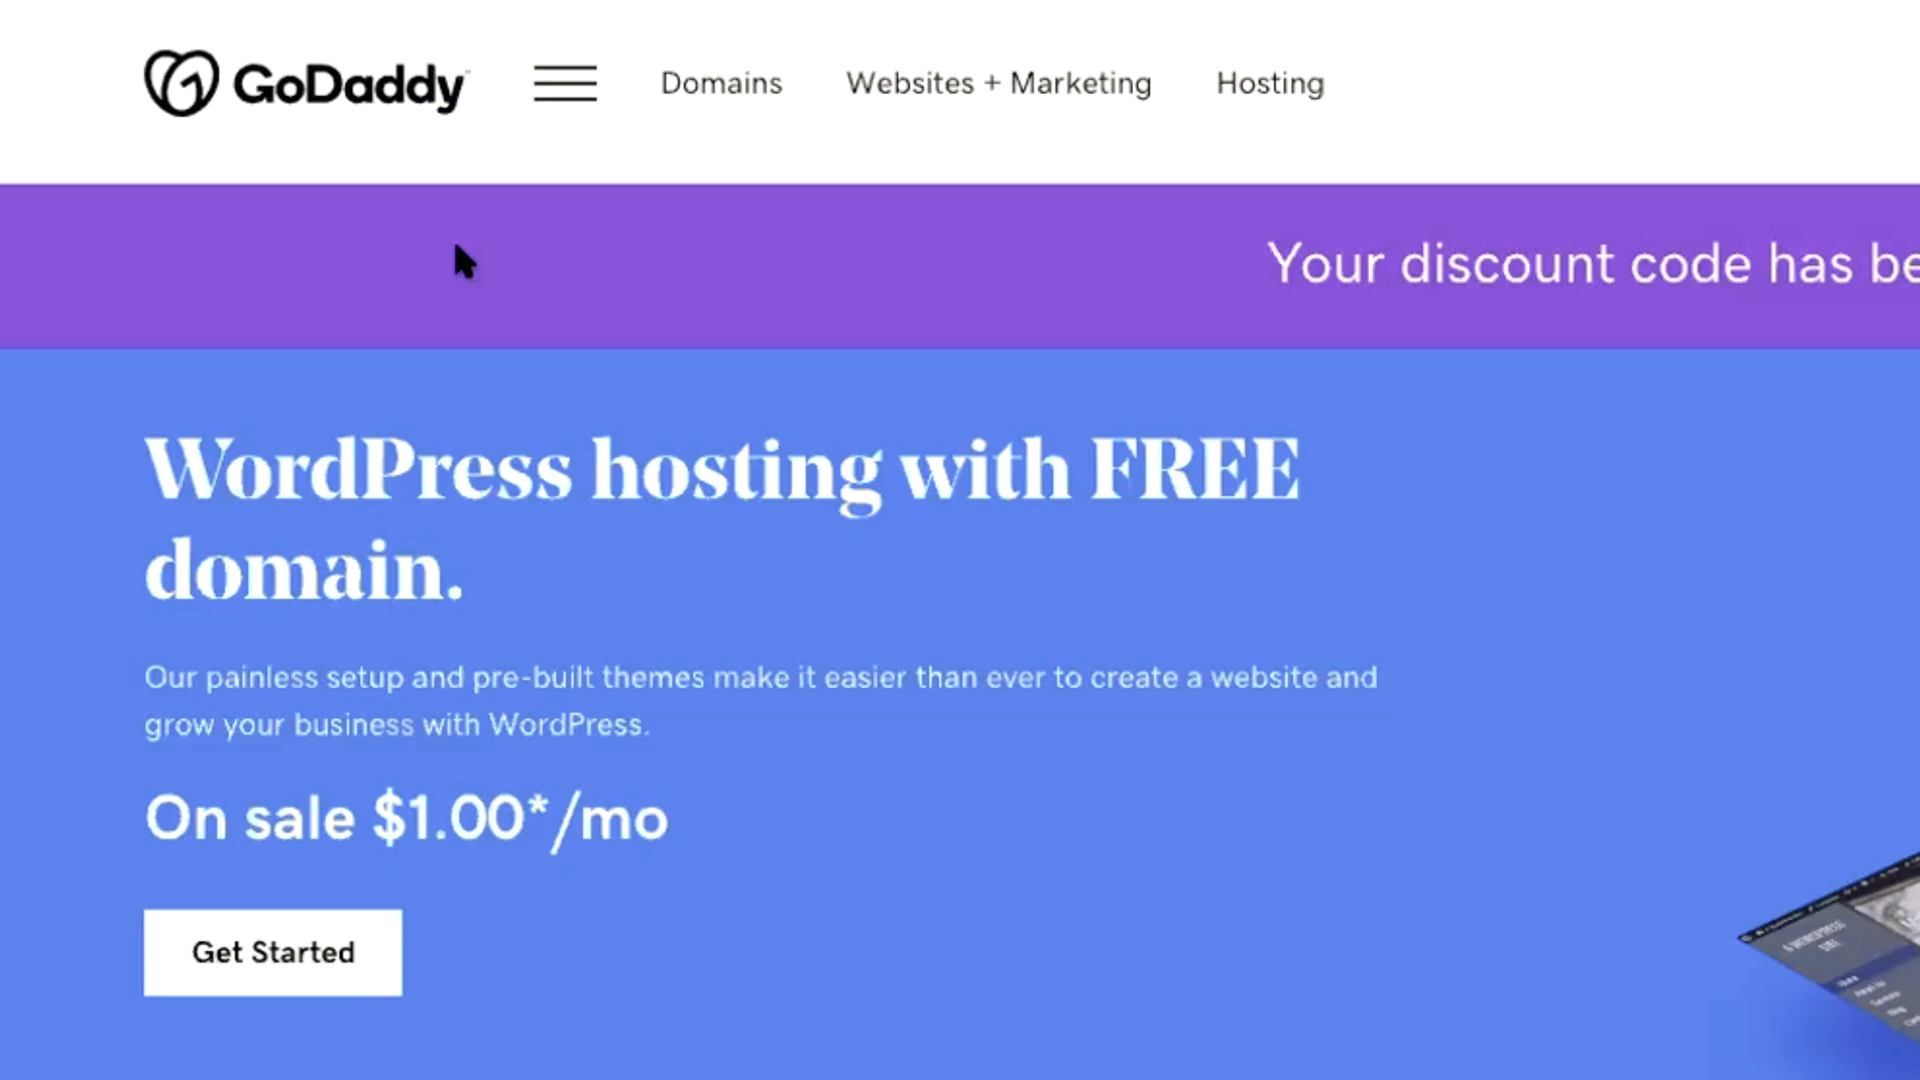 GoDaddy
Domains
Websites + Marketing
Hosting
Your discount code has be
WordPress hosting with FREE
domain.
Our painless setup and pre-built themes make it easier than ever to create a website and
grow your business with WordPress.
On sale $1.00*/mo
Get Started